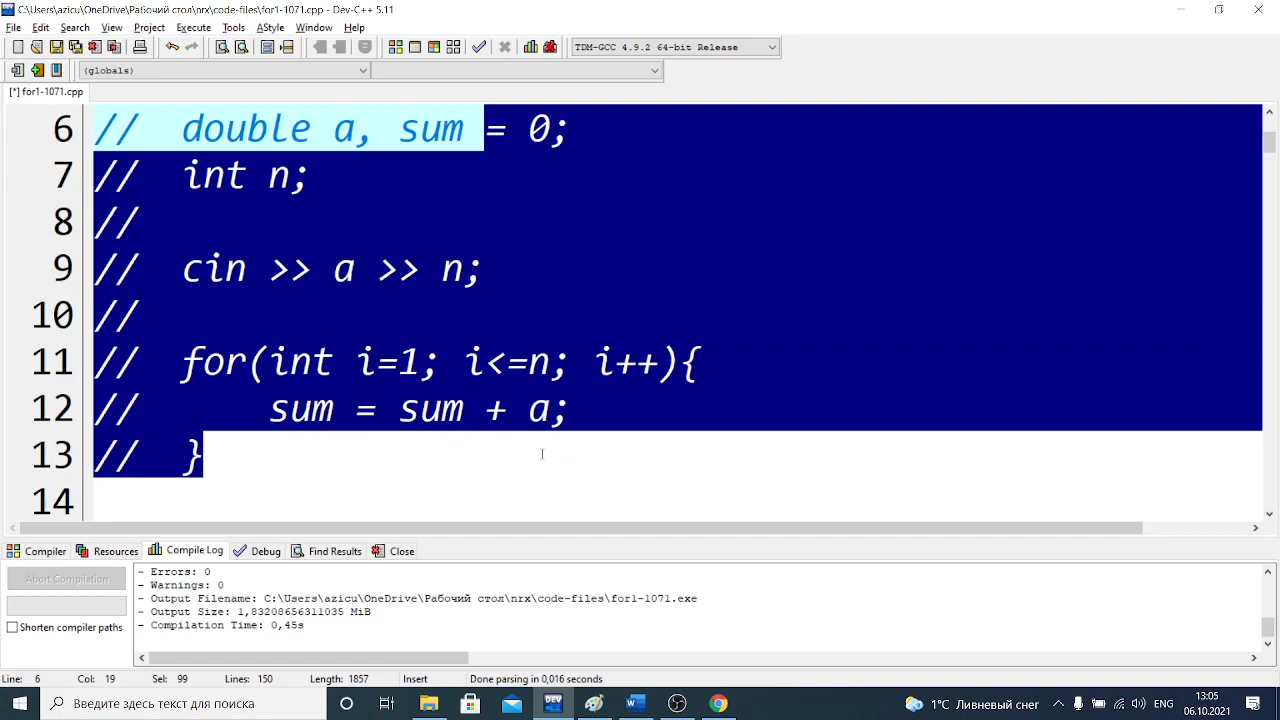 C:\Users\azicu\OneDrive\Рабочий стол\nrx\code-files\for1-1071.cpp - Dev-C++ 5.11
File Edit Search View Project Execute Tools AStyle Window Help
TDM-GCC 4.9.2 64-bit Release
(globals)
[*] for1-1071.cpp
6 // double a, sum = 0;
7 // int n;
8 //
9 // cin >> a >> n;
10 //
11 // for(int i=1; i<=n; i++){
12 // sum = sum + a;
13 // }
14
Compiler Resources Compile Log Debug Find Results Close
Abort Compilation
Shorten compiler paths
- Errors: 0
- Warnings: 0
- Output Filename: C:\Users\azicu\OneDrive\Рабочий стол\nrx\code-files\for1-1071.exe
- Output Size: 1,83208656311035 MiB
- Compilation Time: 0,45s
Line: 6 Col: 19 Sel: 99 Lines: 150 Length: 1857 Insert Done parsing in 0,016 seconds
Введите здесь текст для поиска
DEV
1°C Ливневый снег
13:05
06.10.2021